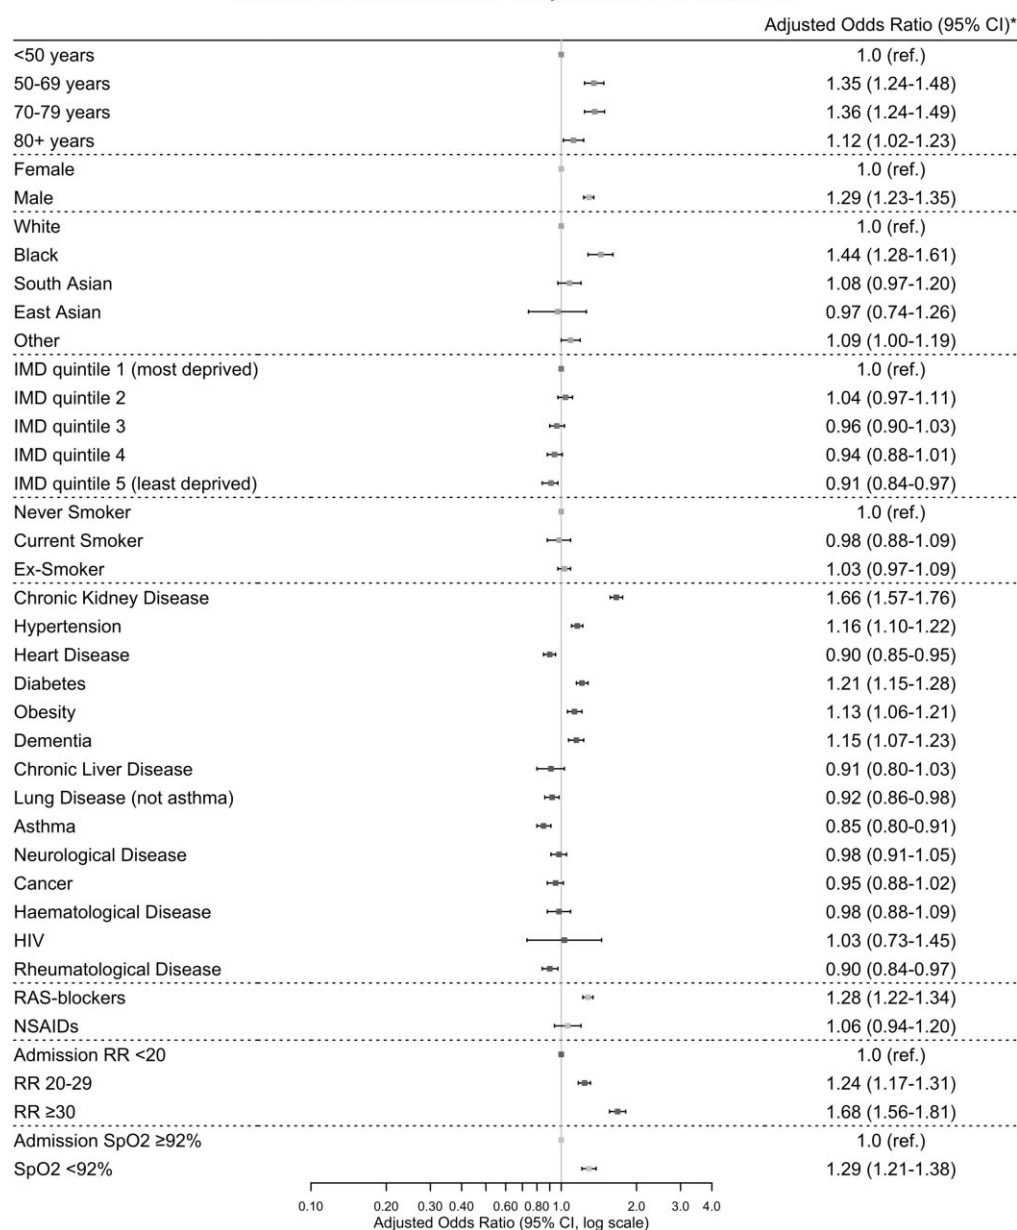 Adjusted Odds Ratio (95% CI)*
<50 years 1.0 (ref.)
50-69 years 1.35 (1.24-1.48)
70-79 years 1.36 (1.24-1.49)
80+ years 1.12 (1.02-1.23)
Female 1.0 (ref.)
Male 1.29 (1.23-1.35)
White 1.0 (ref.)
Black 1.44 (1.28-1.61)
South Asian 1.08 (0.97-1.20)
East Asian 0.97 (0.74-1.26)
Other 1.09 (1.00-1.19)
IMD quintile 1 (most deprived) 1.0 (ref.)
IMD quintile 2 1.04 (0.97-1.11)
IMD quintile 3 0.96 (0.90-1.03)
IMD quintile 4 0.94 (0.88-1.01)
IMD quintile 5 (least deprived) 0.91 (0.84-0.97)
Never Smoker 1.0 (ref.)
Current Smoker 0.98 (0.88-1.09)
Ex-Smoker 1.03 (0.97-1.09)
Chronic Kidney Disease 1.66 (1.57-1.76)
Hypertension 1.16 (1.10-1.22)
Heart Disease 0.90 (0.85-0.95)
Diabetes 1.21 (1.15-1.28)
Obesity 1.13 (1.06-1.21)
Dementia 1.15 (1.07-1.23)
Chronic Liver Disease 0.91 (0.80-1.03)
Lung Disease (not asthma) 0.92 (0.86-0.98)
Asthma 0.85 (0.80-0.91)
Neurological Disease 0.98 (0.91-1.05)
Cancer 0.95 (0.88-1.02)
Haematological Disease 0.98 (0.88-1.09)
HIV 1.03 (0.73-1.45)
Rheumatological Disease 0.90 (0.84-0.97)
RAS-blockers 1.28 (1.22-1.34)
NSAIDs 1.06 (0.94-1.20)
Admission RR <20 1.0 (ref.)
RR 20-29 1.24 (1.17-1.31)
RR ≥30 1.68 (1.56-1.81)
Admission SpO2 ≥92% 1.0 (ref.)
SpO2 <92% 1.29 (1.21-1.38)
0.10 0.20 0.30 0.40 0.60 0.80 1.0 2.0 3.0 4.0
Adjusted Odds Ratio (95% CI, log scale)